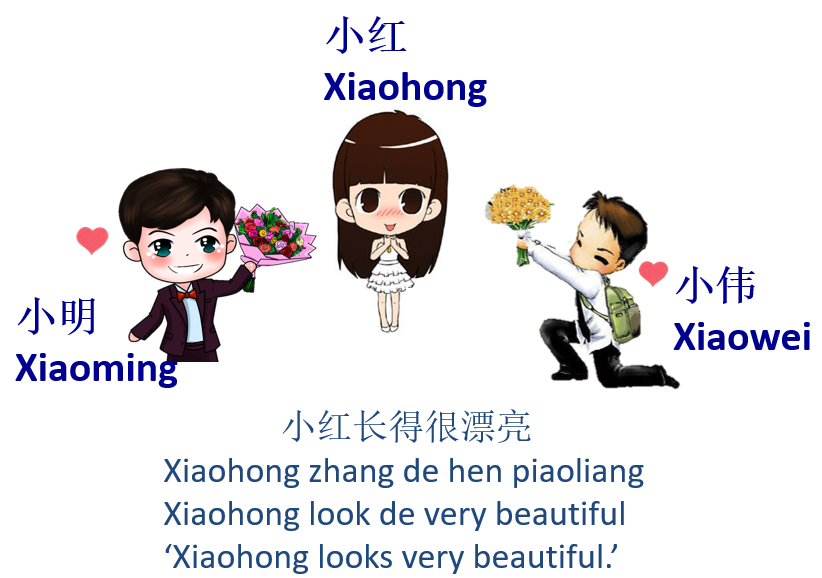 小红
Xiaohong
小明
Xiaoming
小伟
Xiaowei
小红长得很漂亮
Xiaohong zhang de hen piaoliang
Xiaohong look de very beautiful
‘Xiaohong looks very beautiful.’